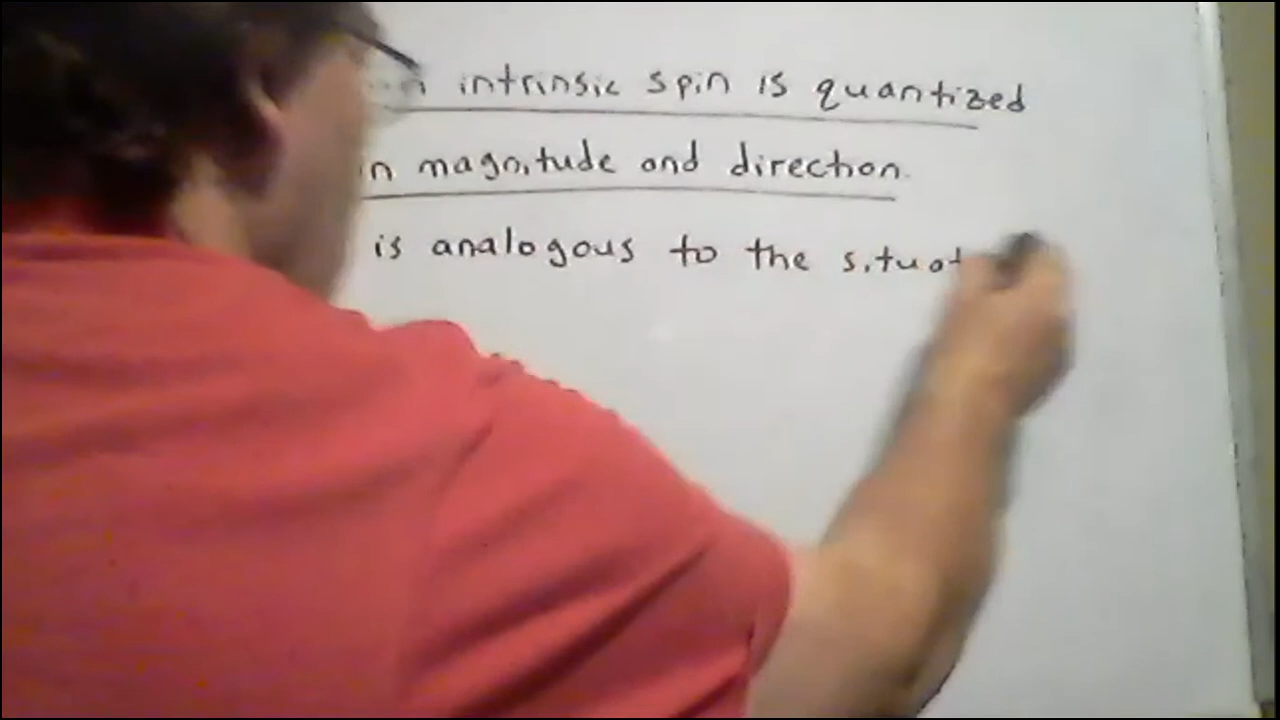 intrinsic spin is quantized
magnitude and direction.
is analogous to the